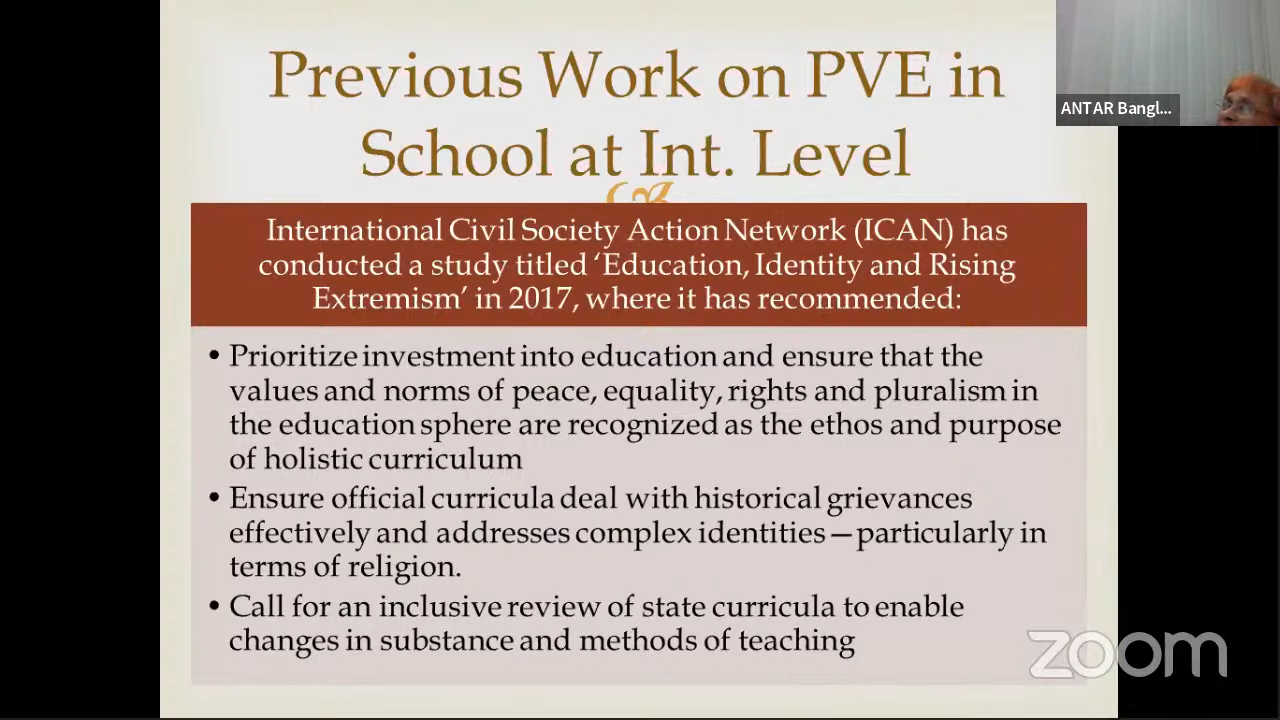 Previous Work on PVE in
School at Int. Level
ANTAR Bangl...
International Civil Society Action Network (ICAN) has
conducted a study titled ‘Education, Identity and Rising
Extremism’ in 2017, where it has recommended:
• Prioritize investment into education and ensure that the
values and norms of peace, equality, rights and pluralism in
the education sphere are recognized as the ethos and purpose
of holistic curriculum
• Ensure official curricula deal with historical grievances
effectively and addresses complex identities—particularly in
terms of religion.
• Call for an inclusive review of state curricula to enable
changes in substance and methods of teaching
zoom